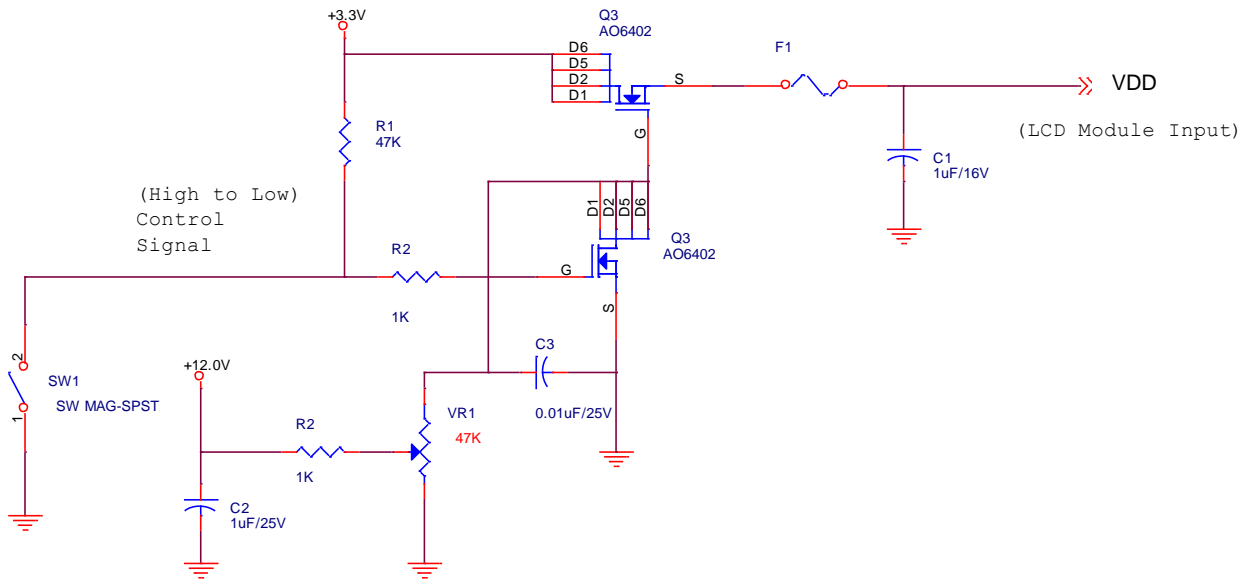 +3.3V
Q3
AO6402
F1
D6
D5
D2
D1
S
VDD
G
(LCD Module Input)
R1
47K
C1
1uF/16V
(High to Low)
Control
Signal
D1
D2
D5
D6
R2
G
Q3
AO6402
S
1K
C3
0.01uF/25V
2
SW1
1
SW MAG-SPST
+12.0V
VR1
47K
R2
1K
C2
1uF/25V